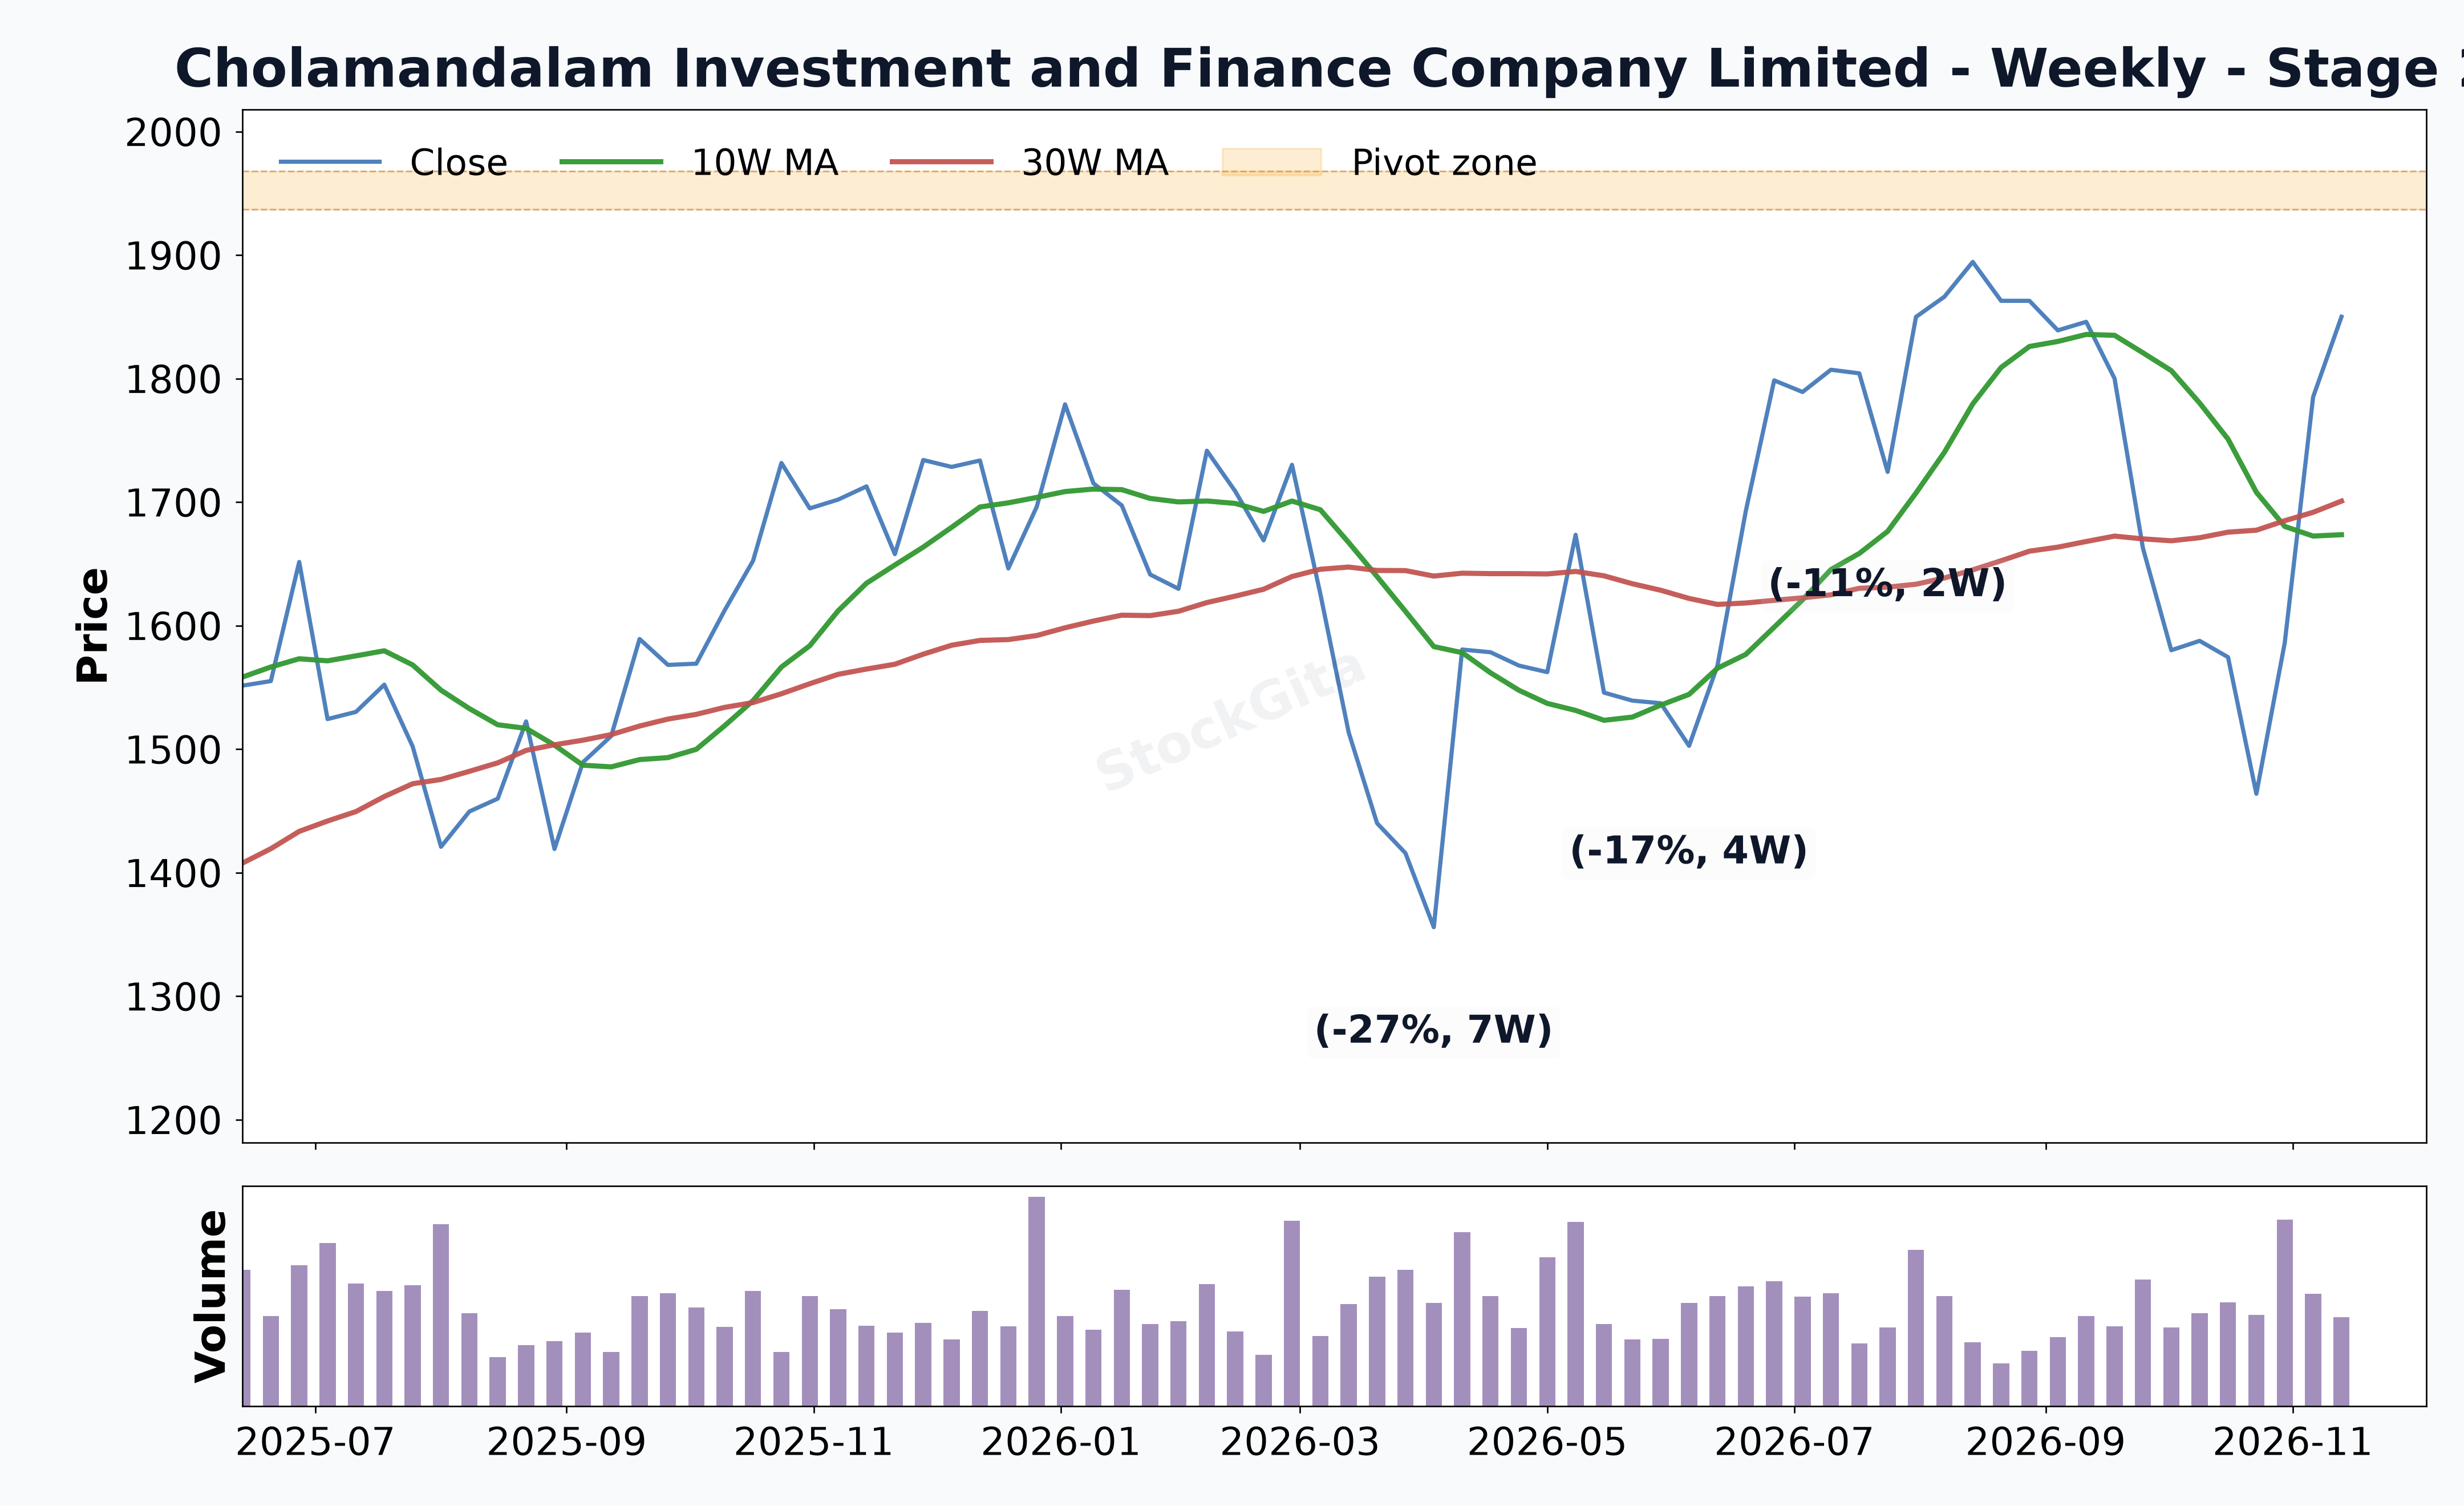 Cholamandalam Investment and Finance Company Limited - Weekly - Stage
Close 10W MA 30W MA Pivot zone
Price
2000
1900
1800
1700
1600
1500
1400
1300
1200
(-11%, 2W)
(-17%, 4W)
(-27%, 7W)
StockGita
Volume
2025-07 2025-09 2025-11 2026-01 2026-03 2026-05 2026-07 2026-09 2026-11